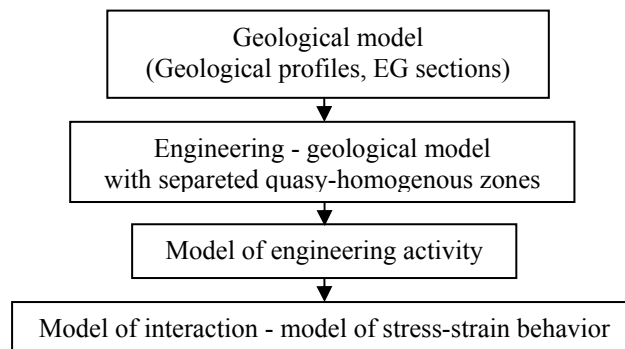 Geological model
(Geological profiles, EG sections)
Engineering - geological model
with separeted quasy-homogenous zones
Model of engineering activity
Model of interaction - model of stress-strain behavior